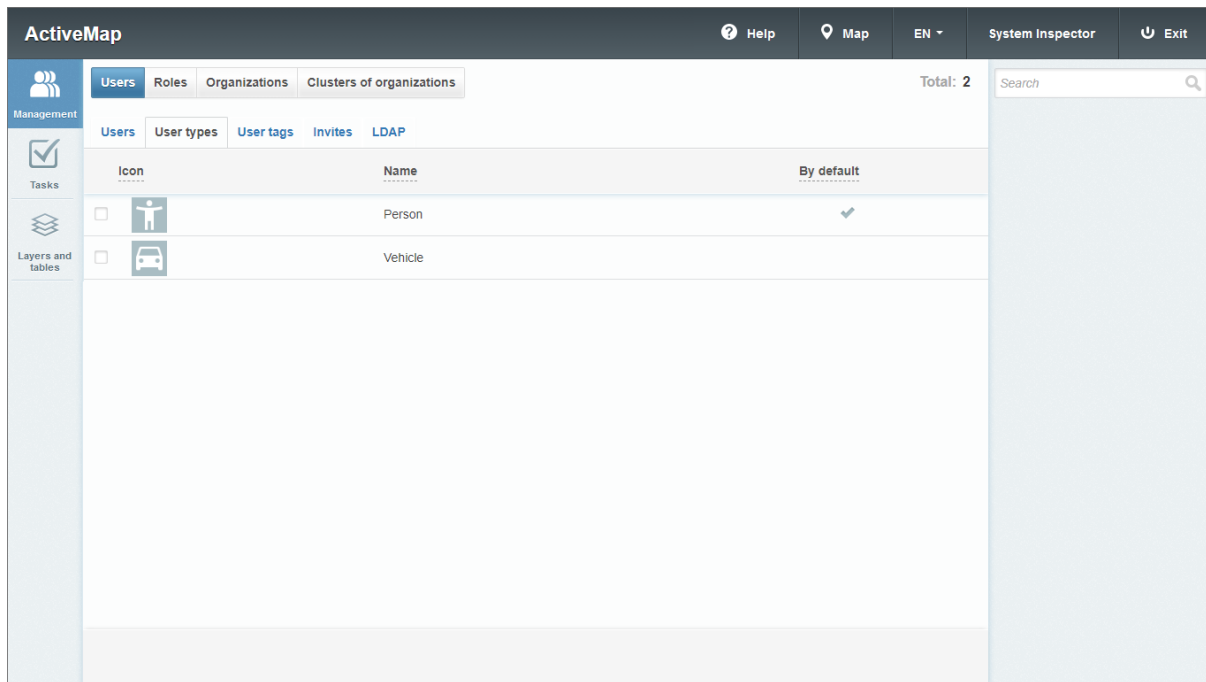 ActiveMap
Help
Map
EN
System Inspector
Exit
Management
Tasks
Layers and
tables
Users
Roles
Organizations
Clusters of organizations
Total: 2
Search
Users
User types
User tags
Invites
LDAP
Icon
Name
By default
Person
Vehicle